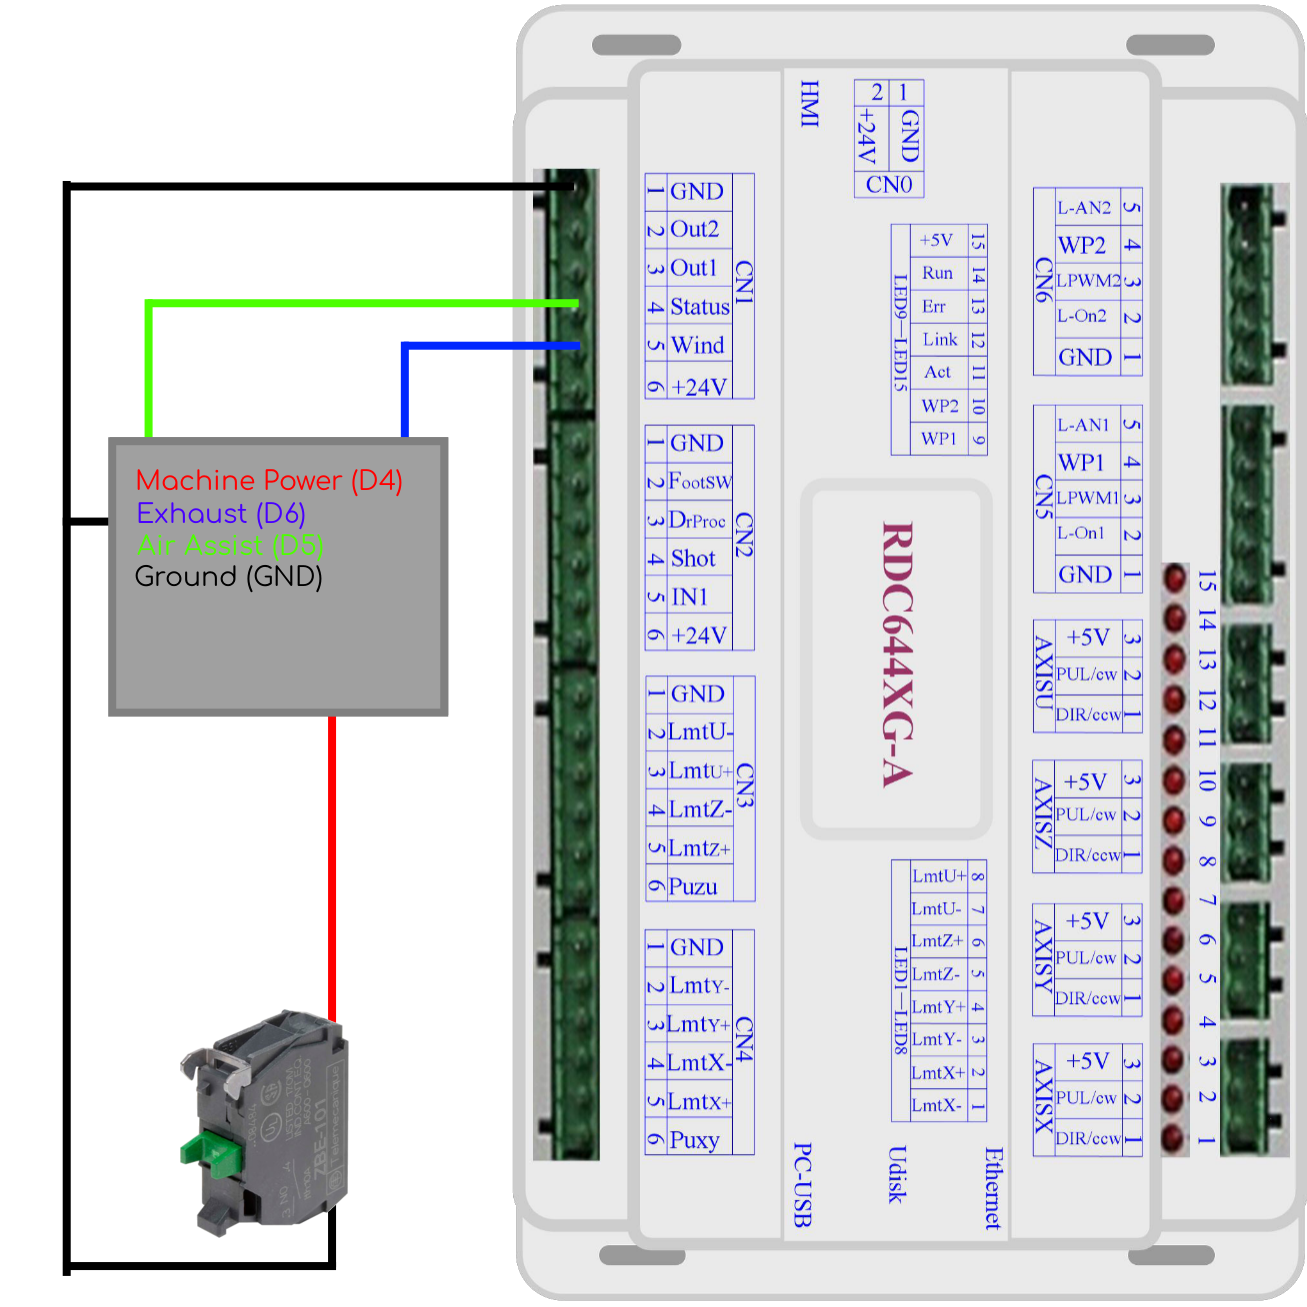 Machine Power (D4)
Exhaust (D6)
Air Assist (D5)
Ground (GND)
HMI
2 1
+24V GND
CN0
1 GND
2 Out2
3 Out1
4 Status
5 Wind
6 +24V
CN1
1 GND
2 FootSW
3 DrProc
4 Shot
5 IN1
6 +24V
CN2
1 GND
2 LmtU-
3 LmtU+
4 LmtZ-
5 LmtZ+
6 Puzu
CN3
1 GND
2 LmtY-
3 LmtY+
4 LmtX-
5 LmtX+
6 Puxy
CN4
+5V 15
Run 14
Err 13
Link 12
Act 11
WP2 10
WP1 9
LED9—LED15
RDC644XG-A
LmtU+ 8
LmtU- 7
LmtZ+ 6
LmtZ- 5
LmtY+ 4
LmtY- 3
LmtX+ 2
LmtX- 1
LED1—LED8
PC-USB
Udisk
Ethernet
L-AN2 5
WP2 4
LPWM2 3
L-On2 2
GND 1
CN6
L-AN1 5
WP1 4
LPWM1 3
L-On1 2
GND 1
CN5
+5V 3
PUL/cw 2
DIR/ccw 1
AXISU
+5V 3
PUL/cw 2
DIR/ccw 1
AXISZ
+5V 3
PUL/cw 2
DIR/ccw 1
AXISY
+5V 3
PUL/cw 2
DIR/ccw 1
AXISX
15
14
13
12
11
10
9
8
7
6
5
4
3
2
1
ZBE-101
Telemecanique
LISTED
A600